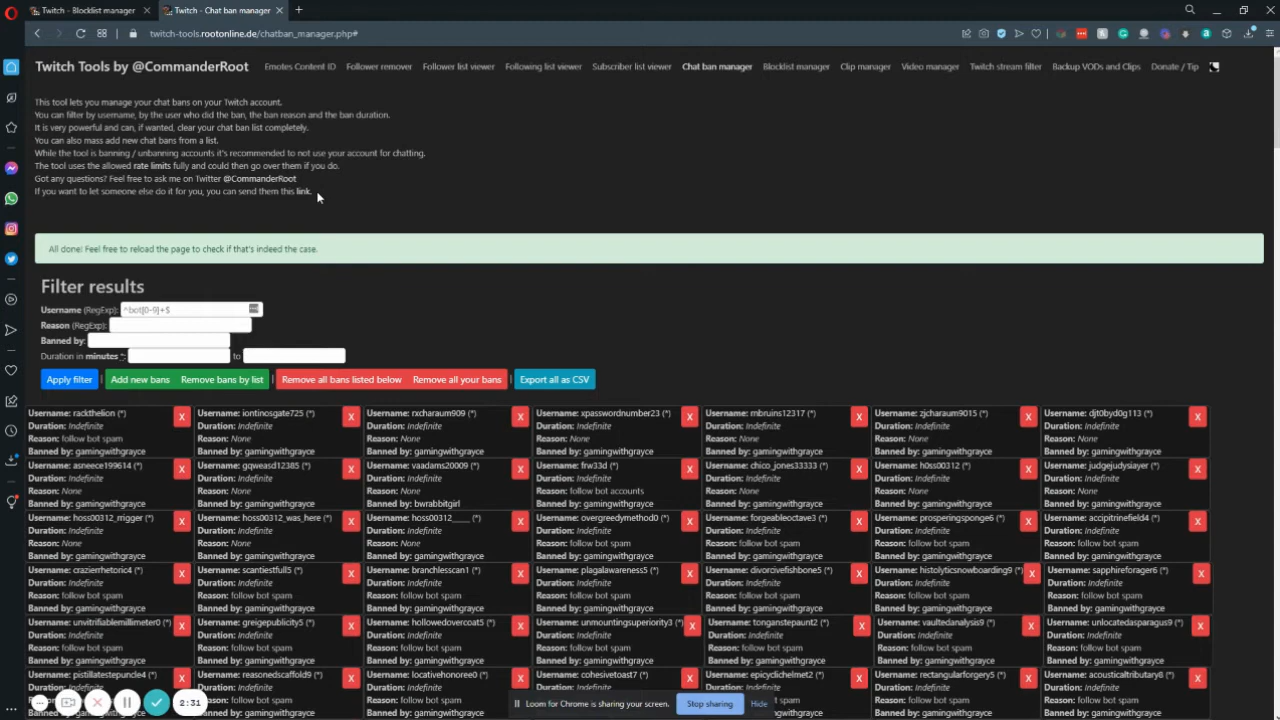 Twitch - Blocklist manager
Twitch - Chat ban manager
twitch-tools.rootonline.de/chatban_manager.php#
Twitch Tools by @CommanderRoot Emotes Content ID Follower remover Follower list viewer Following list viewer Subscriber list viewer Chat ban manager Blocklist manager Clip manager Video manager Twitch stream filter Backup VODs and Clips Donate / Tip
This tool lets you manage your chat bans on your Twitch account.
You can filter by username, by the user who did the ban, the ban reason and the ban duration.
It is very powerful and can, if wanted, clear your chat ban list completely.
You can also mass add new chat bans from a list.
While the tool is banning / unbanning accounts it's recommended to not use your account for chatting.
The tool uses the allowed rate limits fully and could then go over them if you do.
Got any questions? Feel free to ask me on Twitter @CommanderRoot
If you want to let someone else do it for you, you can send them this link.
All done! Feel free to reload the page to check if that's indeed the case.
Filter results
Username (RegExp): ^bot[0-9]+$
Reason (RegExp):
Banned by:
Duration in minutes *: to
Apply filter | Add new bans Remove bans by list | Remove all bans listed below Remove all your bans | Export all as CSV
Username: rackthelion (*) X Username: iontinosgate725 (*) X Username: rxcharaum909 (*) X Username: xpasswordnumber23 (*) X Username: mbruins12317 (*) X Username: zjcharaum9015 (*) X Username: djt0byd0g113 (*) X
Duration: Indefinite Duration: Indefinite Duration: Indefinite Duration: Indefinite Duration: Indefinite Duration: Indefinite Duration: Indefinite
Reason: follow bot spam Reason: None Reason: None Reason: None Reason: None Reason: None Reason: None
Banned by: gamingwithgrayce Banned by: gamingwithgrayce Banned by: gamingwithgrayce Banned by: gamingwithgrayce Banned by: gamingwithgrayce Banned by: gamingwithgrayce Banned by: gamingwithgrayce
Username: asneece199614 (*) X Username: gqweasd12385 (*) X Username: vaadams20009 (*) X Username: frw33d (*) X Username: chico_jones33333 (*) X Username: h0ss00312 (*) X Username: judgejudysiayer (*) X
Duration: Indefinite Duration: Indefinite Duration: Indefinite Duration: Indefinite Duration: Indefinite Duration: Indefinite Duration: Indefinite
Reason: None Reason: None Reason: None Reason: follow bot accounts Reason: None Reason: None Reason: None
Banned by: gamingwithgrayce Banned by: gamingwithgrayce Banned by: bwrabbitgirl Banned by: gamingwithgrayce Banned by: gamingwithgrayce Banned by: gamingwithgrayce Banned by: gamingwithgrayce
Username: hoss00312_rrigger (*) X Username: hoss00312_was_here (*) X Username: hoss00312____ (*) X Username: overgreedymethod0 (*) X Username: forgeableoctave3 (*) X Username: prosperingsponge6 (*) X Username: accipitrinefield4 (*) X
Duration: Indefinite Duration: Indefinite Duration: Indefinite Duration: Indefinite Duration: Indefinite Duration: Indefinite Duration: Indefinite
Reason: None Reason: None Reason: None Reason: follow bot spam Reason: follow bot spam Reason: follow bot spam Reason: follow bot spam
Banned by: gamingwithgrayce Banned by: gamingwithgrayce Banned by: gamingwithgrayce Banned by: gamingwithgrayce Banned by: gamingwithgrayce Banned by: gamingwithgrayce Banned by: gamingwithgrayce
Username: crazierrhetoric4 (*) X Username: scantiestfull5 (*) X Username: branchlesscan1 (*) X Username: plagalawareness5 (*) X Username: divorcivefishbone5 (*) X Username: histolyticsnowboarding9 (*) X Username: sapphireforager6 (*) X
Duration: Indefinite Duration: Indefinite Duration: Indefinite Duration: Indefinite Duration: Indefinite Duration: Indefinite Duration: Indefinite
Reason: follow bot spam Reason: follow bot spam Reason: follow bot spam Reason: follow bot spam Reason: follow bot spam Reason: follow bot spam Reason: follow bot spam
Banned by: gamingwithgrayce Banned by: gamingwithgrayce Banned by: gamingwithgrayce Banned by: gamingwithgrayce Banned by: gamingwithgrayce Banned by: gamingwithgrayce Banned by: gamingwithgrayce
Username: unvitrifiablemillimeter0 (*) X Username: greigepublicity5 (*) X Username: hollowedovercoat5 (*) X Username: unmountingsuperiority3 (*) X Username: tonganstepaunt2 (*) X Username: vaultedanalysis9 (*) X Username: unlocatedasparagus9 (*) X
Duration: Indefinite Duration: Indefinite Duration: Indefinite Duration: Indefinite Duration: Indefinite Duration: Indefinite Duration: Indefinite
Reason: follow bot spam Reason: follow bot spam Reason: follow bot spam Reason: follow bot spam Reason: follow bot spam Reason: follow bot spam Reason: follow bot spam
Banned by: gamingwithgrayce Banned by: gamingwithgrayce Banned by: gamingwithgrayce Banned by: gamingwithgrayce Banned by: gamingwithgrayce Banned by: gamingwithgrayce Banned by: gamingwithgrayce
Username: pistillatestepuncle4 (*) X Username: reasonedscaffold9 (*) X Username: locativehonoree0 (*) X Username: cohesivetoast7 (*) X Username: epicyclichelmet2 (*) X Username: rectangularforgery5 (*) X Username: acousticaltributary8 (*) X
Duration: Indefinite Duration: Indefinite Duration: Indefinite Duration: Indefinite
2:31
Loom for Chrome is sharing your screen. Stop sharing Hide